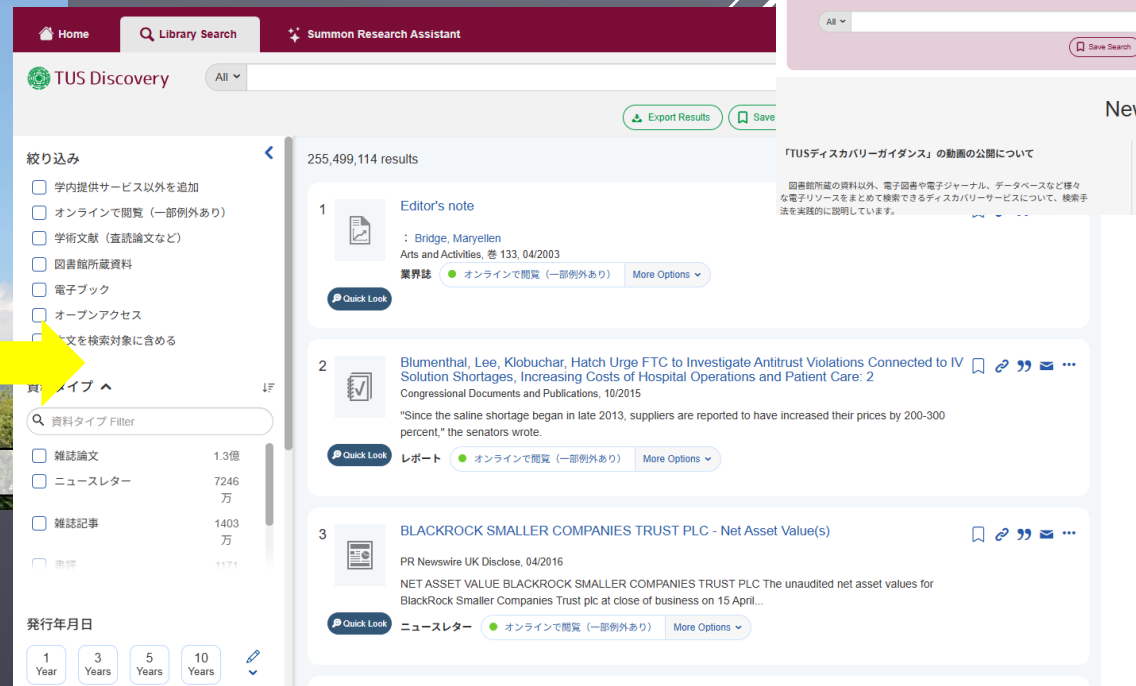 Home
Library Search
Summon Research Assistant
TUS Discovery
All
Export Results
Save
絞り込み
学内提供サービス以外を追加
オンラインで閲覧（一部例外あり）
学術文献（査読論文など）
図書館所蔵資料
電子ブック
オープンアクセス
文を検索対象に含める
タイプ
資料タイプ Filter
雑誌論文 1.3億
ニュースレター 7246
万
雑誌記事 1403
万
書評 1171
発行年月日
1 Year
3 Years
5 Years
10 Years
255,499,114 results
1
Editor's note
： Bridge, Maryellen
Arts and Activities, 巻 133, 04/2003
業界誌 オンラインで閲覧（一部例外あり） More Options
Quick Look
2
Blumenthal, Lee, Klobuchar, Hatch Urge FTC to Investigate Antitrust Violations Connected to IV
Solution Shortages, Increasing Costs of Hospital Operations and Patient Care: 2
Congressional Documents and Publications, 10/2015
"Since the saline shortage began in late 2013, suppliers are reported to have increased their prices by 200-300
percent," the senators wrote.
Quick Look
レポート オンラインで閲覧（一部例外あり） More Options
3
BLACKROCK SMALLER COMPANIES TRUST PLC - Net Asset Value(s)
PR Newswire UK Disclose, 04/2016
NET ASSET VALUE BLACKROCK SMALLER COMPANIES TRUST PLC The unaudited net asset values for
BlackRock Smaller Companies Trust plc at close of business on 15 April...
Quick Look
ニュースレター オンラインで閲覧（一部例外あり） More Options
All
Save Search
「TUSディスカバリーガイダンス」の動画の公開について
図書館所蔵の資料以外、電子図書や電子ジャーナル、データベースなど様々
な電子リソースをまとめて検索できるディスカバリーサービスについて、検索手
法を実践的に説明しています。